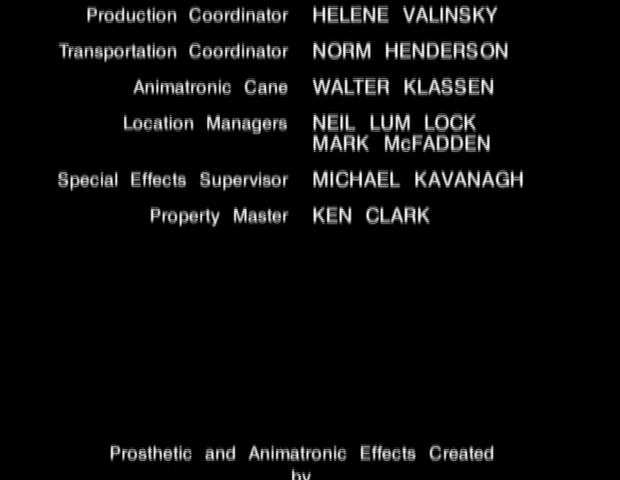 Production Coordinator HELENE VALINSKY
Transportation Coordinator NORM HENDERSON
Animatronic Cane WALTER KLASSEN
Location Managers NEIL LUM LOCK
MARK McFADDEN
Special Effects Supervisor MICHAEL KAVANAGH
Property Master KEN CLARK
Prosthetic and Animatronic Effects Created
by